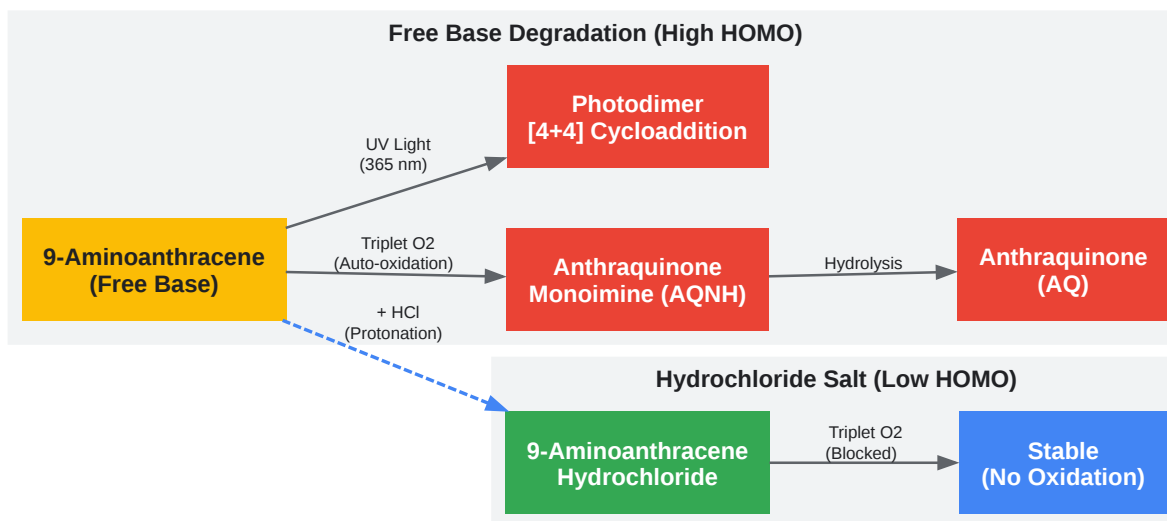 Free Base Degradation (High HOMO)
Photodimer
[4+4] Cycloaddition
UV Light
(365 nm)
9-Aminoanthracene
(Free Base)
Triplet O2
(Auto-oxidation)
Anthraquinone
Monoimine (AQNH)
Hydrolysis
Anthraquinone
(AQ)
+ HCl
(Protonation)
Hydrochloride Salt (Low HOMO)
9-Aminoanthracene
Hydrochloride
Triplet O2
(Blocked)
Stable
(No Oxidation)